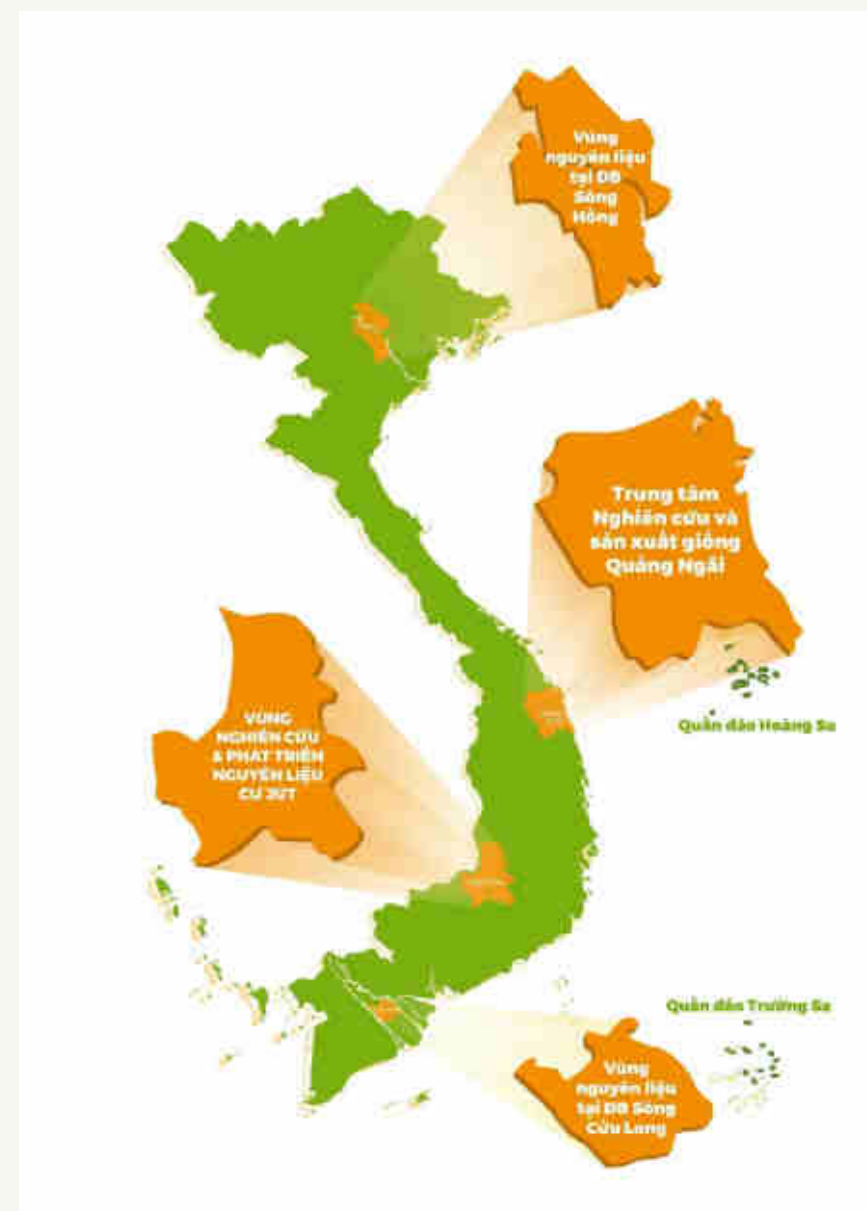 Vùng
nguyên liệu
tại ĐB
Sông
Hồng
Trung tâm
Nghiên cứu và
sản xuất giống
Quảng Ngãi
Quần đảo Hoàng Sa
VÙNG
NGHIÊN CỨU
& PHÁT TRIỂN
NGUYÊN LIỆU
CƯ JÚT
Quần đảo Trường Sa
Vùng
nguyên liệu
tại ĐB Sông
Cửu Long